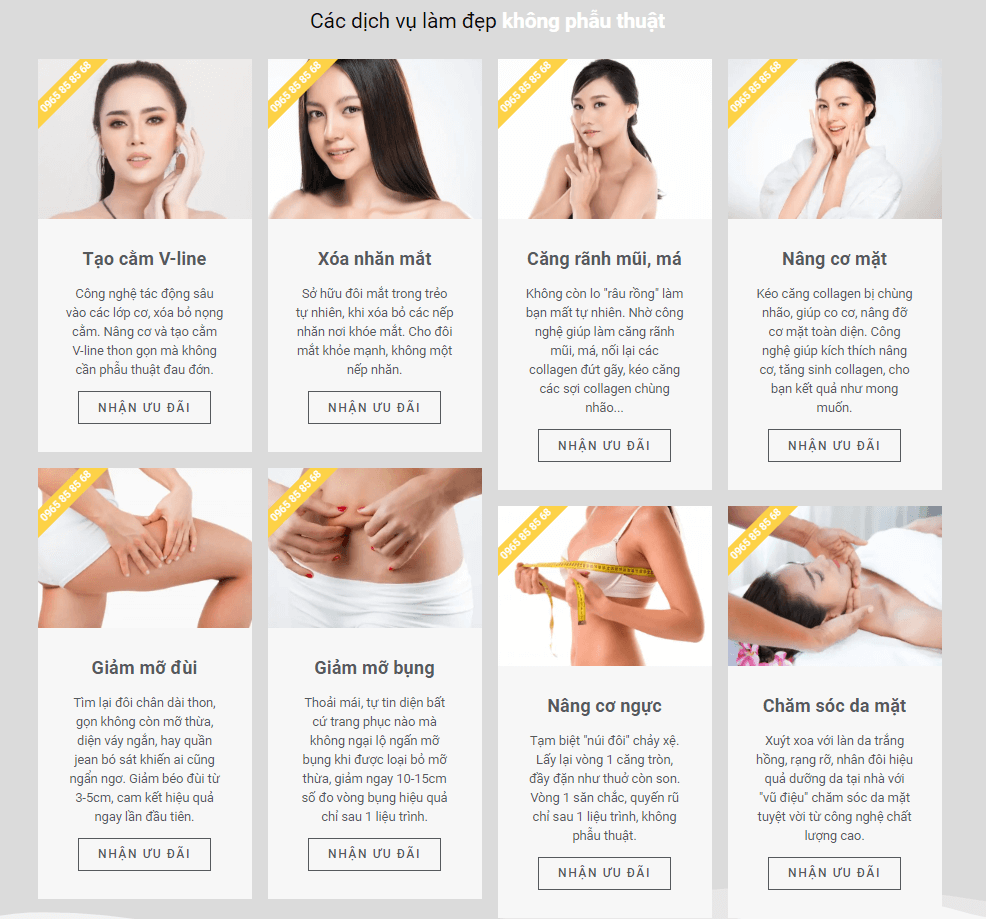 Các dịch vụ làm đẹp không phẫu thuật
0965 85 85 68
Tạo cằm V-line
Công nghệ tác động sâu
vào các lớp cơ, xóa bỏ nọng
cằm. Nâng cơ và tạo cằm
V-line thon gọn mà không
cần phẫu thuật đau đớn.
NHẬN ƯU ĐÃI
0965 85 85 68
Xóa nhăn mắt
Sở hữu đôi mắt trong trẻo
tự nhiên, khi xóa bỏ các nếp
nhăn nơi khóe mắt. Cho đôi
mắt khỏe mạnh, không một
nếp nhăn.
NHẬN ƯU ĐÃI
0965 85 85 68
Căng rãnh mũi, má
Không còn lo "râu rồng" làm
bạn mất tự nhiên. Nhờ công
nghệ giúp làm căng rãnh
mũi, má, nối lại các
collagen đứt gãy, kéo căng
các sợi collagen chùng
nhão...
NHẬN ƯU ĐÃI
0965 85 85 68
Nâng cơ mặt
Kéo căng collagen bị chùng
nhão, giúp co cơ, nâng đỡ
cơ mặt toàn diện. Công
nghệ giúp kích thích nâng
cơ, tăng sinh collagen, cho
bạn kết quả như mong
muốn.
NHẬN ƯU ĐÃI
0965 85 85 68
Giảm mỡ đùi
Tìm lại đôi chân dài thon,
gọn không còn mỡ thừa,
diện váy ngắn, hay quần
jean bó sát khiến ai cũng
ngẩn ngơ. Giảm béo đùi từ
3-5cm, cam kết hiệu quả
ngay lần đầu tiên.
NHẬN ƯU ĐÃI
0965 85 85 68
Giảm mỡ bụng
Thoải mái, tự tin diện bất
cứ trang phục nào mà
không ngại lộ ngấn mỡ
bụng khi được loại bỏ mỡ
thừa, giảm ngay 10-15cm
số đo vòng bụng hiệu quả
chỉ sau 1 liệu trình.
NHẬN ƯU ĐÃI
0965 85 85 68
Nâng cơ ngực
Tạm biệt "núi đôi" chảy xệ.
Lấy lại vòng 1 căng tròn,
đầy đặn như thuở còn son.
Vòng 1 săn chắc, quyến rũ
chỉ sau 1 liệu trình, không
phẫu thuật.
NHẬN ƯU ĐÃI
0965 85 85 68
Chăm sóc da mặt
Xuýt xoa với làn da trắng
hồng, rạng rỡ, nhân đôi hiệu
quả dưỡng da tại nhà với
"vũ điệu" chăm sóc da mặt
tuyệt vời từ công nghệ chất
lượng cao.
NHẬN ƯU ĐÃI